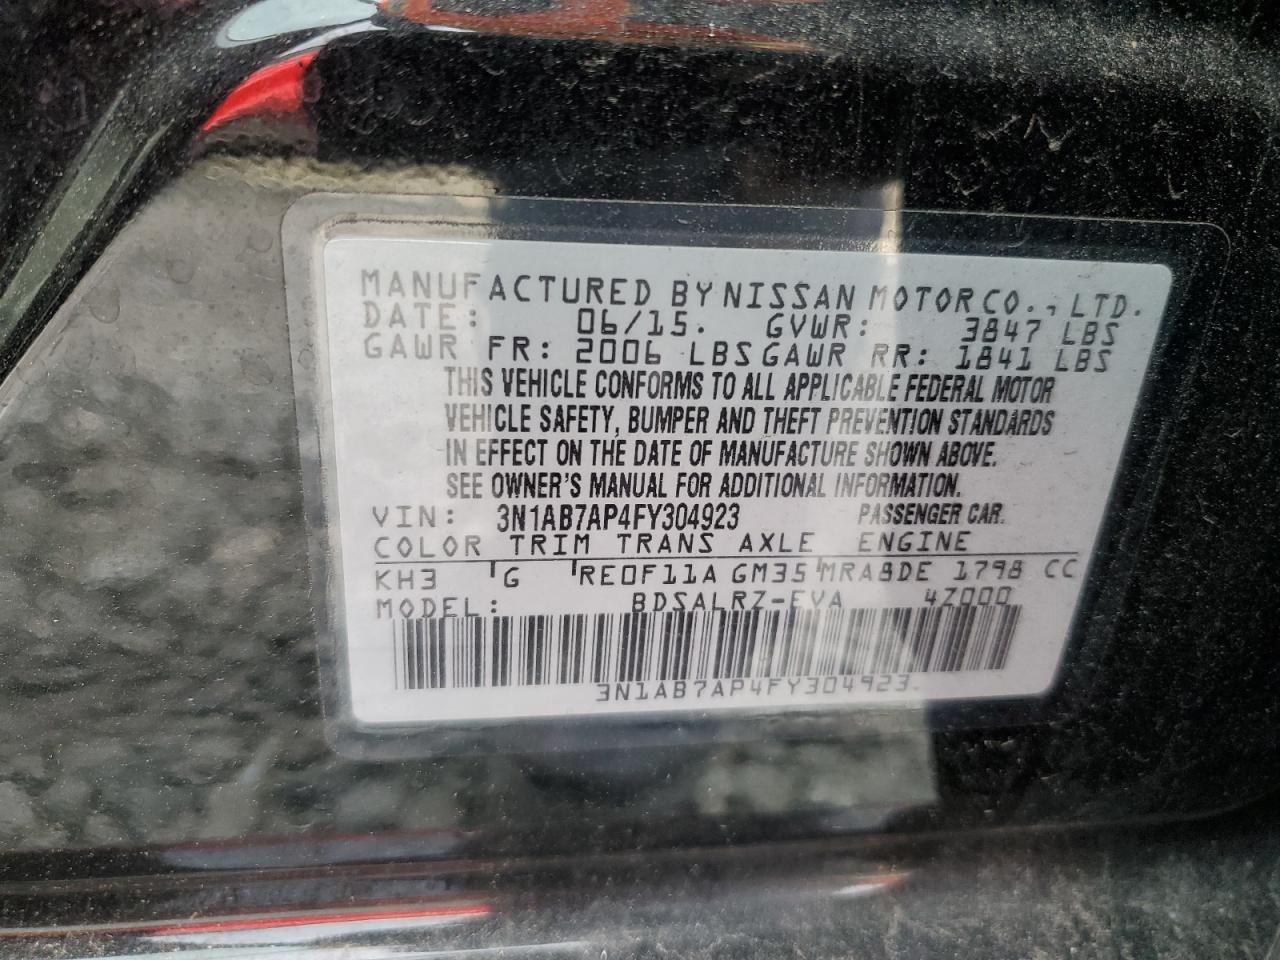 MANUFACTURED BY NISSAN MOTOR CO., LTD.
DATE: 06/15. GVWR: 3847 LBS
GAWR FR: 2006 LBS GAWR RR: 1841 LBS
THIS VEHICLE CONFORMS TO ALL APPLICABLE FEDERAL MOTOR
VEHICLE SAFETY, BUMPER AND THEFT PREVENTION STANDARDS
IN EFFECT ON THE DATE OF MANUFACTURE SHOWN ABOVE.
SEE OWNER'S MANUAL FOR ADDITIONAL INFORMATION.
VIN: 3N1AB7AP4FY304923 PASSENGER CAR.
COLOR TRIM TRANS AXLE ENGINE
KH3 G RE0F11A GM35 MRA8DE 1798 CC
MODEL: BDSALRZ-EVA 4Z000
3N1AB7AP4FY304923.